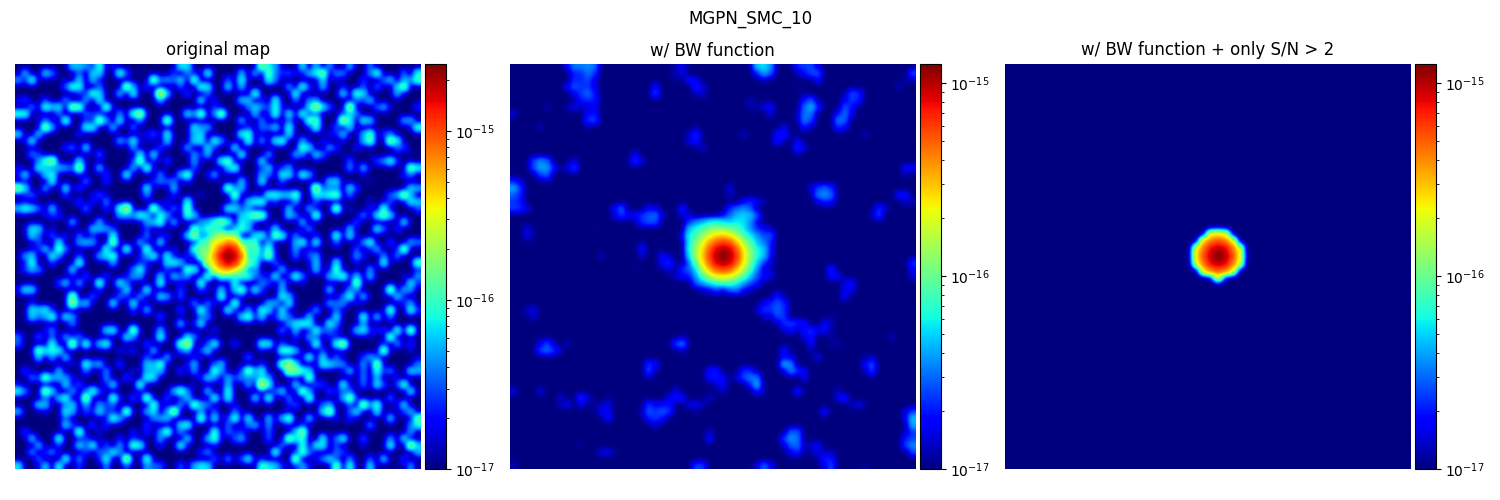 MGPN_SMC_10
original map
w/ BW function
w/ BW function + only S/N > 2
10⁻¹⁵
10⁻¹⁶
10⁻¹⁷
10⁻¹⁵
10⁻¹⁶
10⁻¹⁷
10⁻¹⁵
10⁻¹⁶
10⁻¹⁷